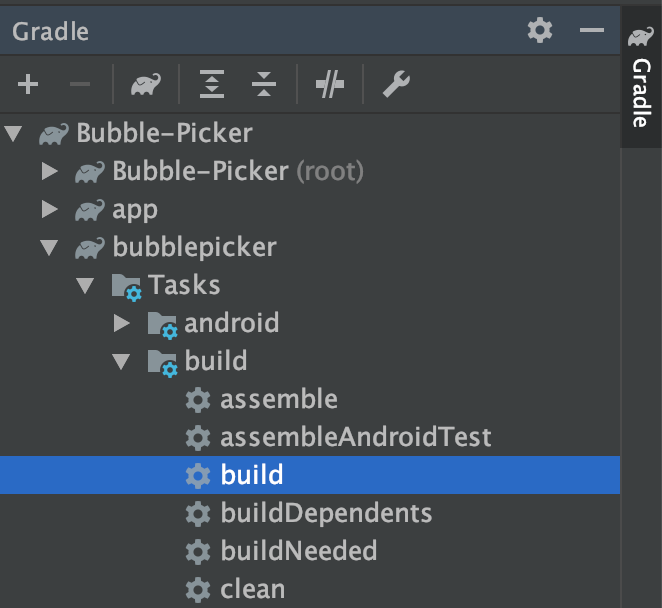 Gradle
Gradle
Bubble-Picker
Bubble-Picker (root)
app
bubblepicker
Tasks
android
build
assemble
assembleAndroidTest
build
buildDependents
buildNeeded
clean